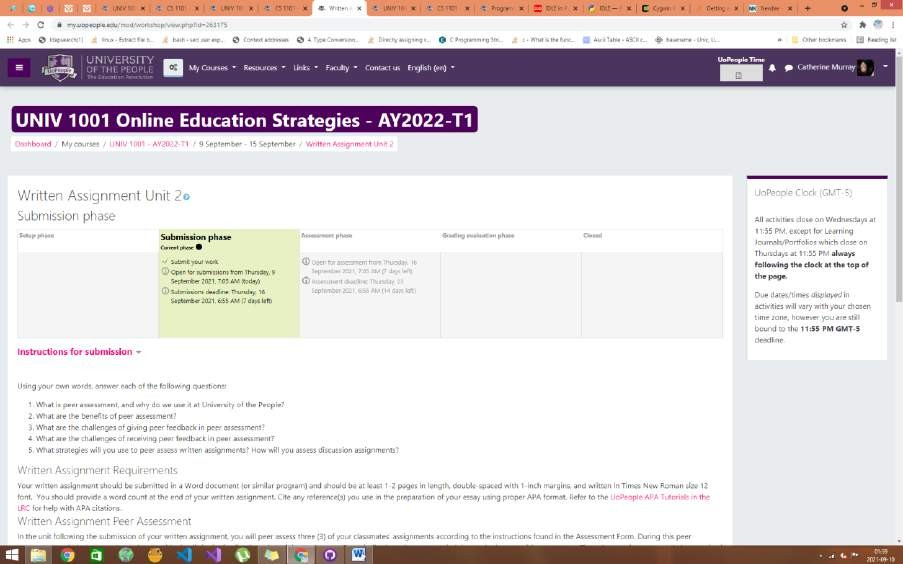 Written A
UNIV 10
CS 1101
CS 1101
UNIV 10
CS 1101
Program
IDLE in F
IDLE —
Cygwin
Getting
my.uopeople.edu/mod/workshop/view.php?id=263175
Apps
linux - Extract file b...
bash - sed user exp...
Context addresses
4. Type Conversion...
Directly assigning v...
C Programming Stri...
c - What is the func...
Ascii Table - ASCII c...
basename - Unix, Li...
Other bookmarks
Reading list
UNIVERSITY
OF THE PEOPLE
The Education Revolution
UoPeople
My Courses
Resources
Links
Faculty
Contact us
English (en)
UoPeople Time
Catherine Murray
UNIV 1001 Online Education Strategies - AY2022-T1
Dashboard / My courses / UNIV 1001 - AY2022-T1 / 9 September - 15 September / Written Assignment Unit 2
Written Assignment Unit 2
Submission phase
Setup phase
Submission phase
Current phase
Submit your work
Open for submissions from Thursday, 9
September 2021, 7:05 AM (today)
Submissions deadline: Thursday, 16
September 2021, 6:55 AM (7 days left)
Assessment phase
Open for assessment from Thursday, 16
September 2021, 7:05 AM (7 days left)
Assessment deadline: Thursday, 23
September 2021, 6:55 AM (14 days left)
Grading evaluation phase
Closed
Instructions for submission
Using your own words, answer each of the following questions:
1. What is peer assessment, and why do we use it at University of the People?
2. What are the benefits of peer assessment?
3. What are the challenges of giving peer feedback in peer assessment?
4. What are the challenges of receiving peer feedback in peer assessment?
5. What strategies will you use to peer assess written assignments? How will you assess discussion assignments?
Written Assignment Requirements
Your written assignment should be submitted in a Word document (or similar program) and should be at least 1-2 pages in length, double-spaced with 1-inch margins, and written in Times New Roman size 12
font. You should provide a word count at the end of your written assignment. Cite any reference(s) you use in the preparation of your essay using proper APA format. Refer to the UoPeople APA Tutorials in the
LRC for help with APA citations.
Written Assignment Peer Assessment
In the unit following the submission of your written assignment, you will peer assess three (3) of your classmates' assignments according to the instructions found in the Assessment Form. During this peer
UoPeople Clock (GMT-5)
All activities close on Wednesdays at
11:55 PM, except for Learning
Journals/Portfolios which close on
Thursdays at 11:55 PM always
following the clock at the top of
the page.
Due dates/times displayed in
activities will vary with your chosen
time zone, however you are still
bound to the 11:55 PM GMT-5
deadline.
01:59
2021-09-10